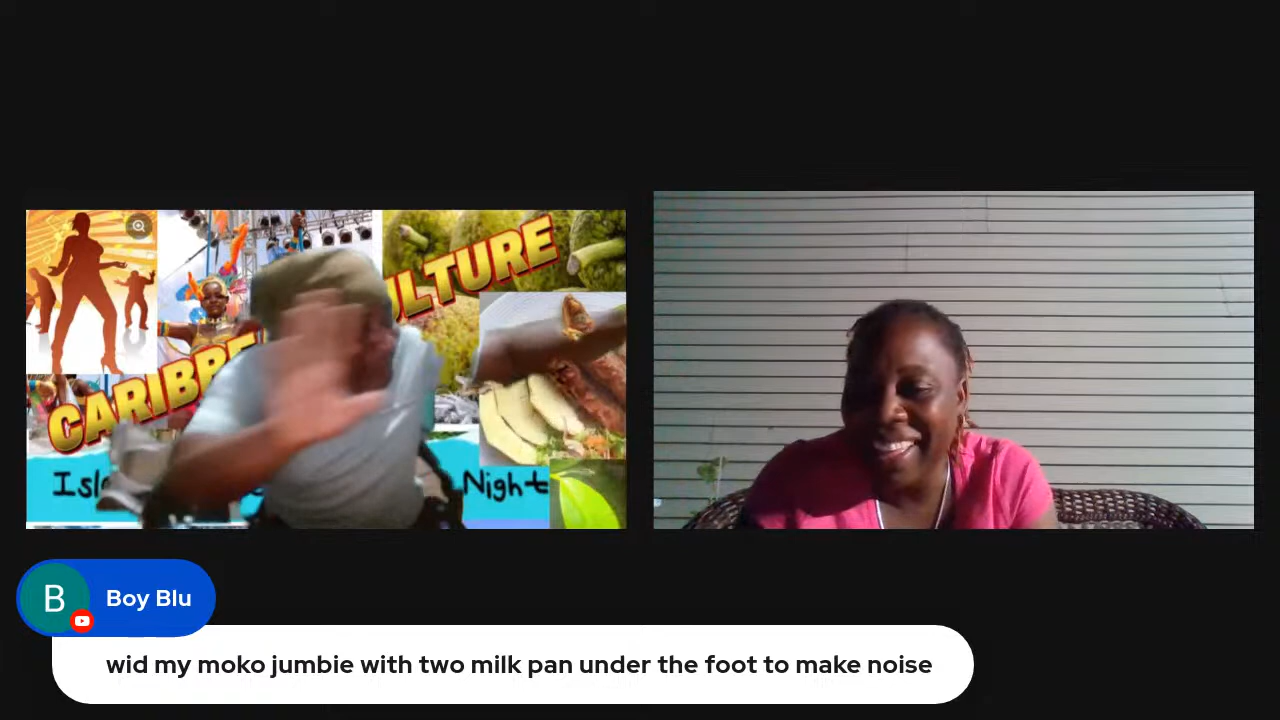 CARIBBE
ULTURE
Isl
Night
B
Boy Blu
wid my moko jumbie with two milk pan under the foot to make noise